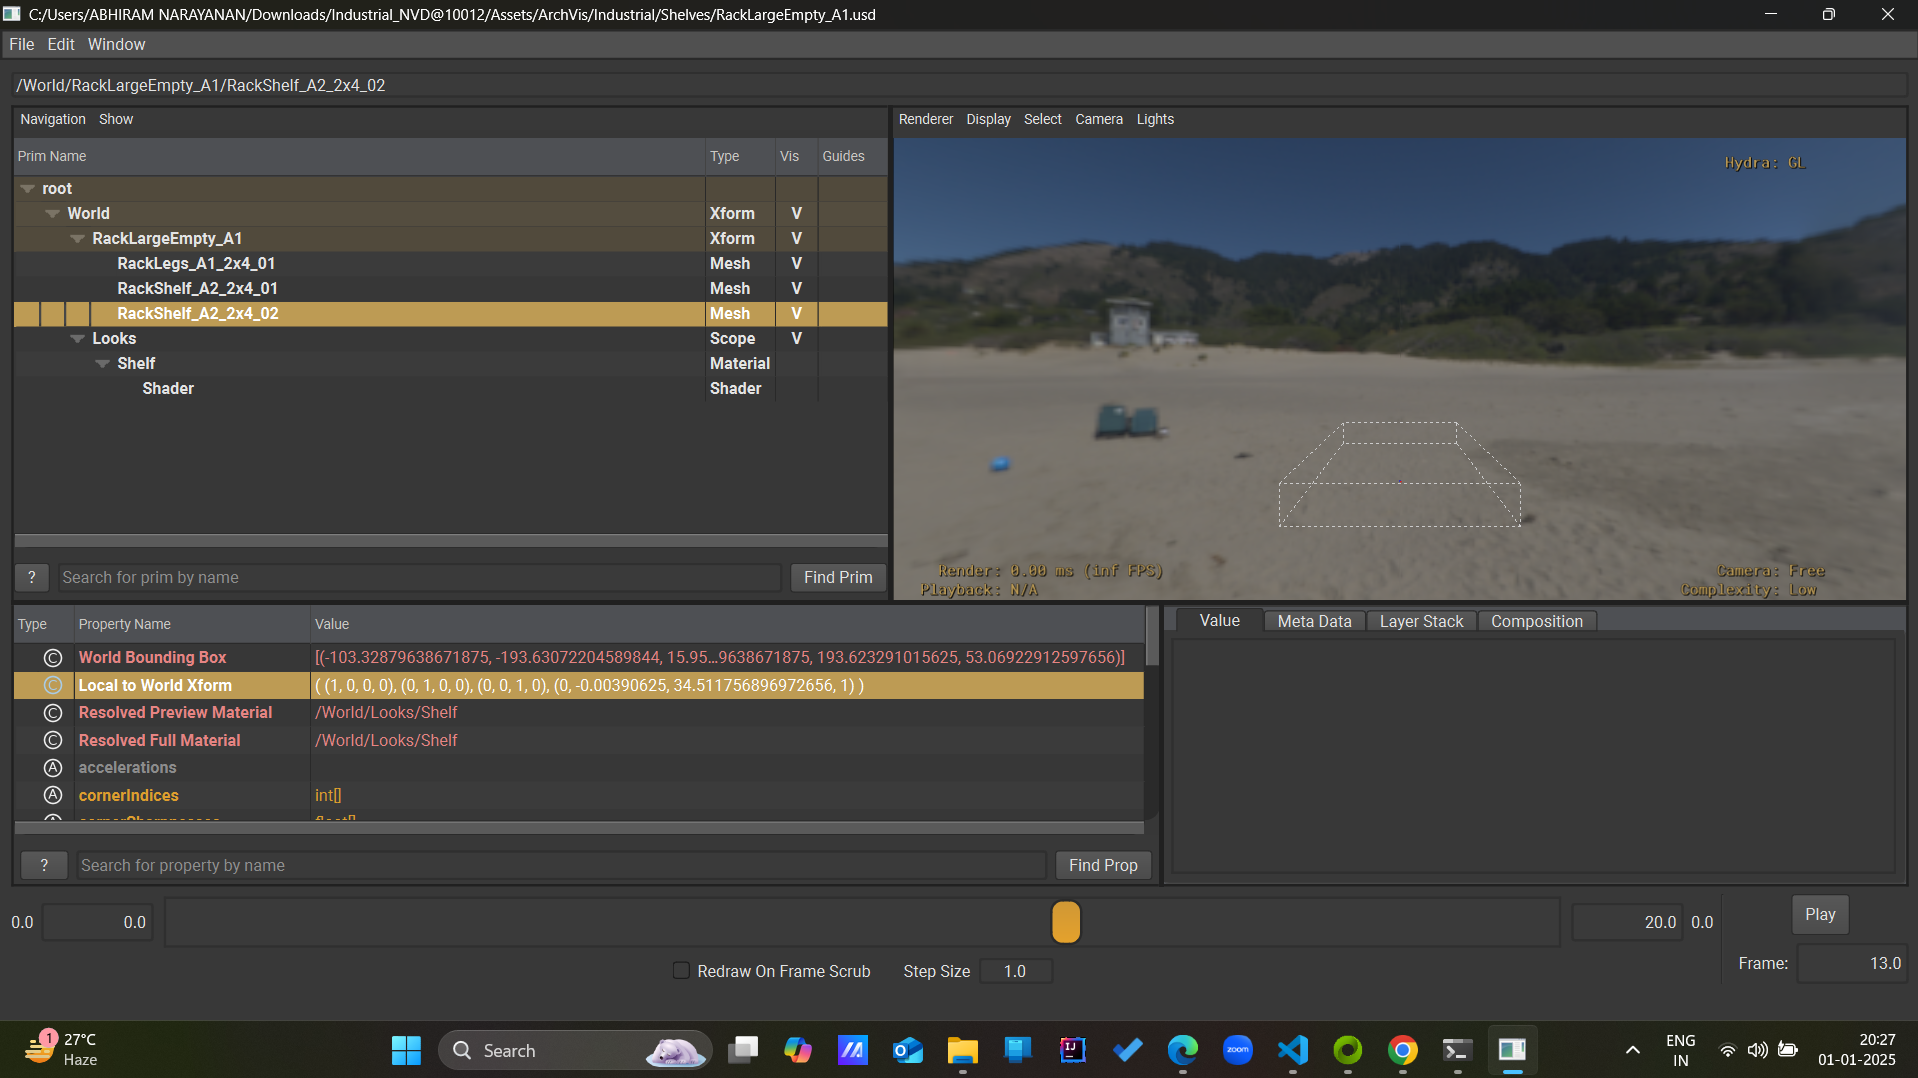 C:/Users/ABHIRAM NARAYANAN/Downloads/Industrial_NVD@10012/Assets/ArchVis/Industrial/Shelves/RackLargeEmpty_A1.usd
File Edit Window
/World/RackLargeEmpty_A1/RackShelf_A2_2x4_02
Navigation Show
Prim Name Type Vis Guides
root
World Xform V
RackLargeEmpty_A1 Xform V
RackLegs_A1_2x4_01 Mesh V
RackShelf_A2_2x4_01 Mesh V
RackShelf_A2_2x4_02 Mesh V
Looks Scope V
Shelf Material
Shader Shader
? Search for prim by name Find Prim
Renderer Display Select Camera Lights
Hydra: GL
Render: 0.00 ms (inf FPS)
Playback: N/A
Camera: Free
Complexity: Low
Type Property Name Value
C World Bounding Box [(-103.32879638671875, -193.63072204589844, 15.95...9638671875, 193.623291015625, 53.06922912597656)]
C Local to World Xform ( (1, 0, 0, 0), (0, 1, 0, 0), (0, 0, 1, 0), (0, -0.00390625, 34.511756896972656, 1) )
C Resolved Preview Material /World/Looks/Shelf
C Resolved Full Material /World/Looks/Shelf
A accelerations
A cornerIndices int[]
? Search for property by name Find Prop
Value Meta Data Layer Stack Composition
0.0 0.0 20.0 0.0 Play
Redraw On Frame Scrub Step Size 1.0 Frame: 13.0
1 27°C
Haze
Search
IJ
zoom
ENG
IN
20:27
01-01-2025